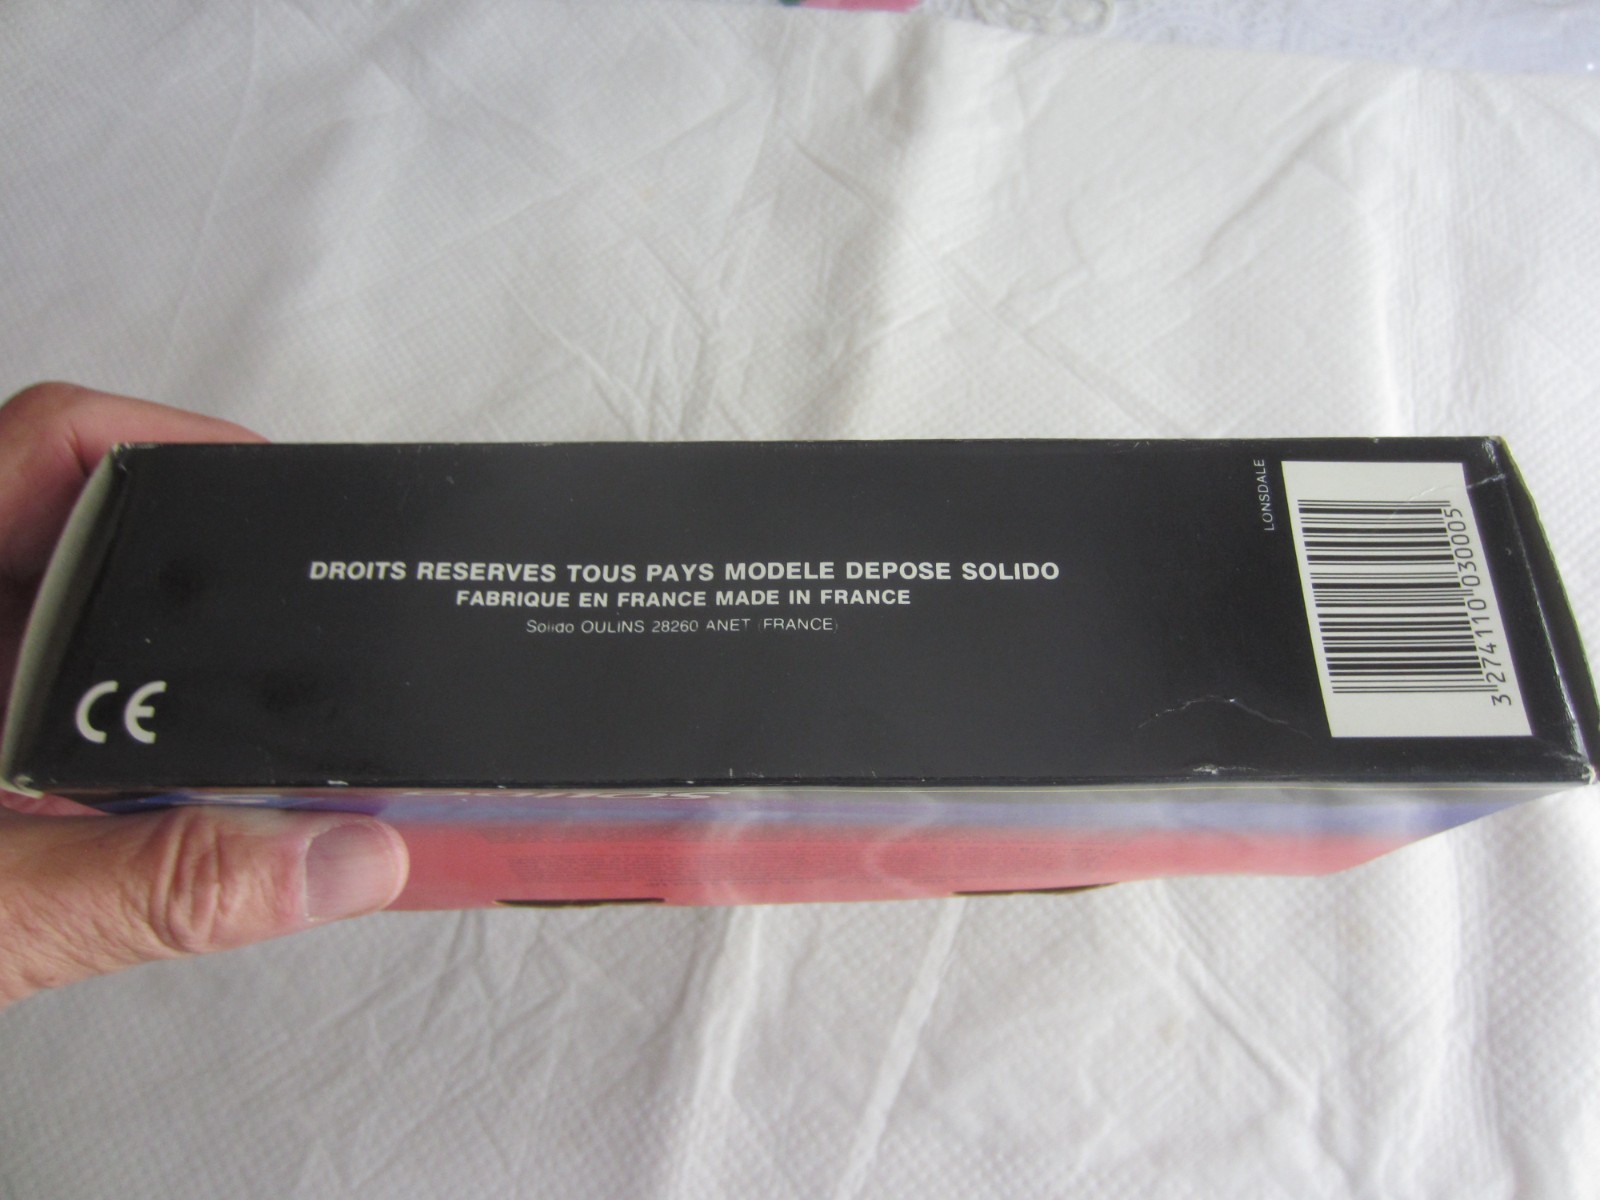 DROITS RESERVES TOUS PAYS MODELE DEPOSE SOLIDO
FABRIQUE EN FRANCE MADE IN FRANCE
Solido OULINS 28260 ANET (FRANCE)
CE
LONSDALE
3 274110 030005